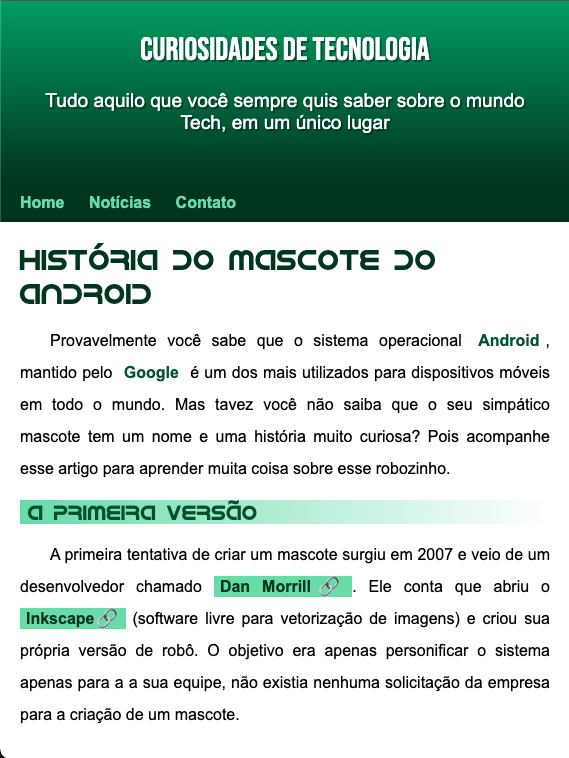 CURIOSIDADES DE TECNOLOGIA
Tudo aquilo que você sempre quis saber sobre o mundo
Tech, em um único lugar
Home Notícias Contato
HISTÓRIA DO MASCOTE DO
ANDROID
Provavelmente você sabe que o sistema operacional Android ,
mantido pelo Google é um dos mais utilizados para dispositivos móveis
em todo o mundo. Mas tavez você não saiba que o seu simpático
mascote tem um nome e uma história muito curiosa? Pois acompanhe
esse artigo para aprender muita coisa sobre esse robozinho.
A PRIMEIRA VERSÃO
A primeira tentativa de criar um mascote surgiu em 2007 e veio de um
desenvolvedor chamado Dan Morrill 🔗 . Ele conta que abriu o
Inkscape 🔗 (software livre para vetorização de imagens) e criou sua
própria versão de robô. O objetivo era apenas personificar o sistema
apenas para a a sua equipe, não existia nenhuma solicitação da empresa
para a criação de um mascote.